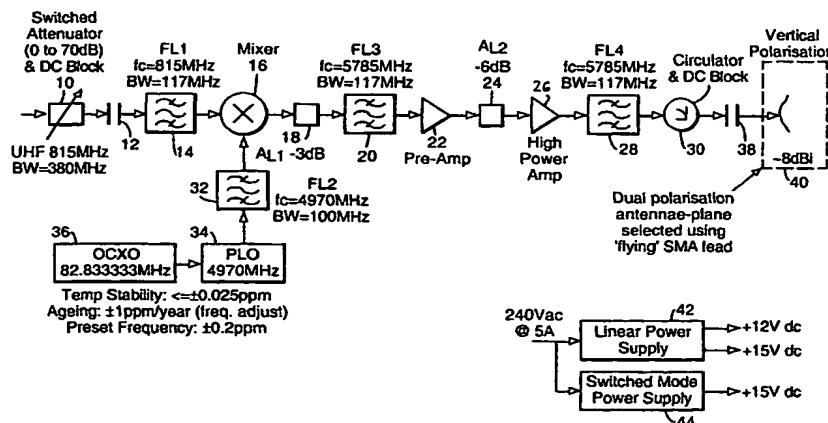 Switched
Attenuator
(0 to 70dB)
& DC Block
10
UHF 815MHz
BW=380MHz
12
FL1
fc=815MHz
BW=117MHz
14
Mixer
16
18
AL1 -3dB
FL3
fc=5785MHz
BW=117MHz
20
22
Pre-Amp
AL2
-6dB
24
26
High
Power
Amp
FL4
fc=5785MHz
BW=117MHz
28
Circulator
& DC Block
30
38
Vertical
Polarisation
~8dBi
40
Dual polarisation
antennae-plane
selected using
'flying' SMA lead
32
FL2
fc=4970MHz
BW=100MHz
36
OCXO
82.833333MHz
34
PLO
4970MHz
Temp Stability: <=±0.025ppm
Ageing: ±1ppm/year (freq. adjust)
Preset Frequency: ±0.2ppm
240Vac
@ 5A
42
Linear Power
Supply
+12V dc
+15V dc
Switched Mode
Power Supply
+15V dc
44